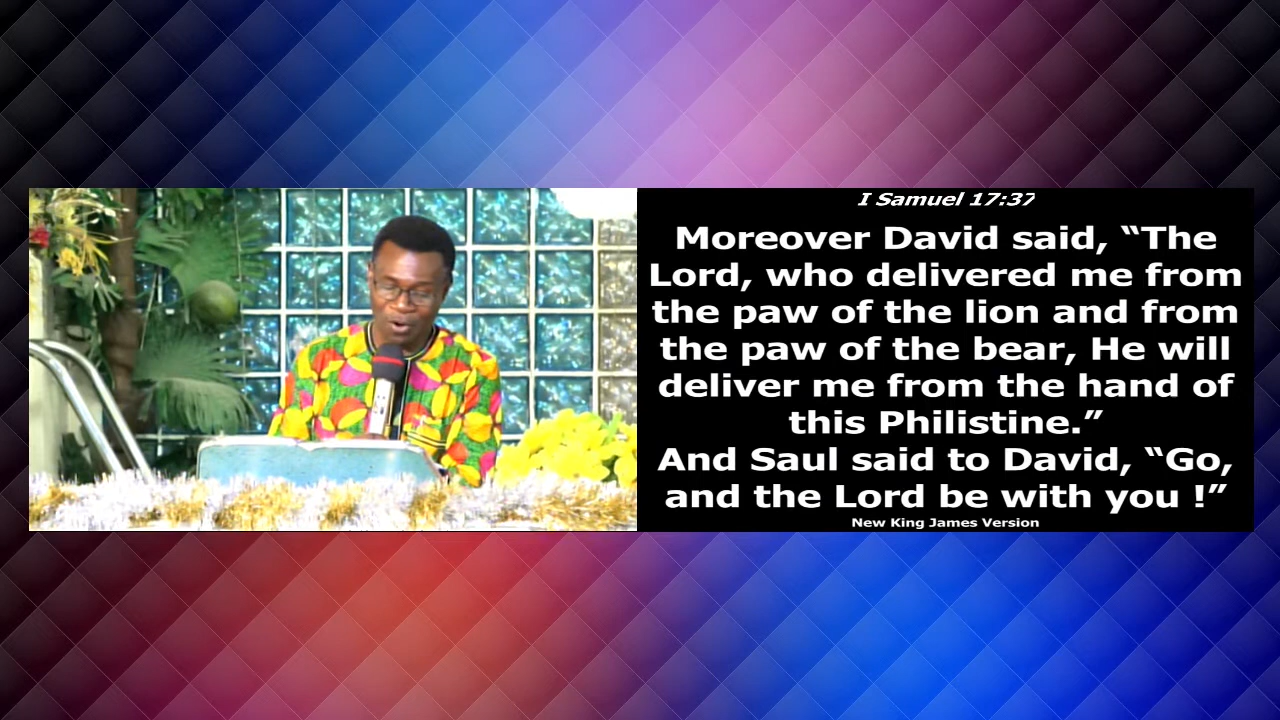 I Samuel 17:37
Moreover David said, “The
Lord, who delivered me from
the paw of the lion and from
the paw of the bear, He will
deliver me from the hand of
this Philistine.”
And Saul said to David, “Go,
and the Lord be with you !”
New King James Version